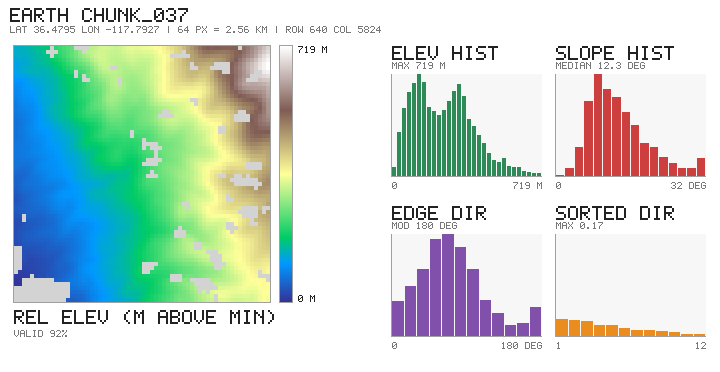 EARTH CHUNK_037
LAT 36.4795 LON -117.7927 | 64 PX = 2.56 KM | ROW 640 COL 5824
719 M
0 M
REL ELEV (M ABOVE MIN)
VALID 92%
ELEV HIST
MAX 719 M
0 719 M
SLOPE HIST
MEDIAN 12.3 DEG
0 32 DEG
EDGE DIR
MOD 180 DEG
0 180 DEG
SORTED DIR
MAX 0.17
1 12